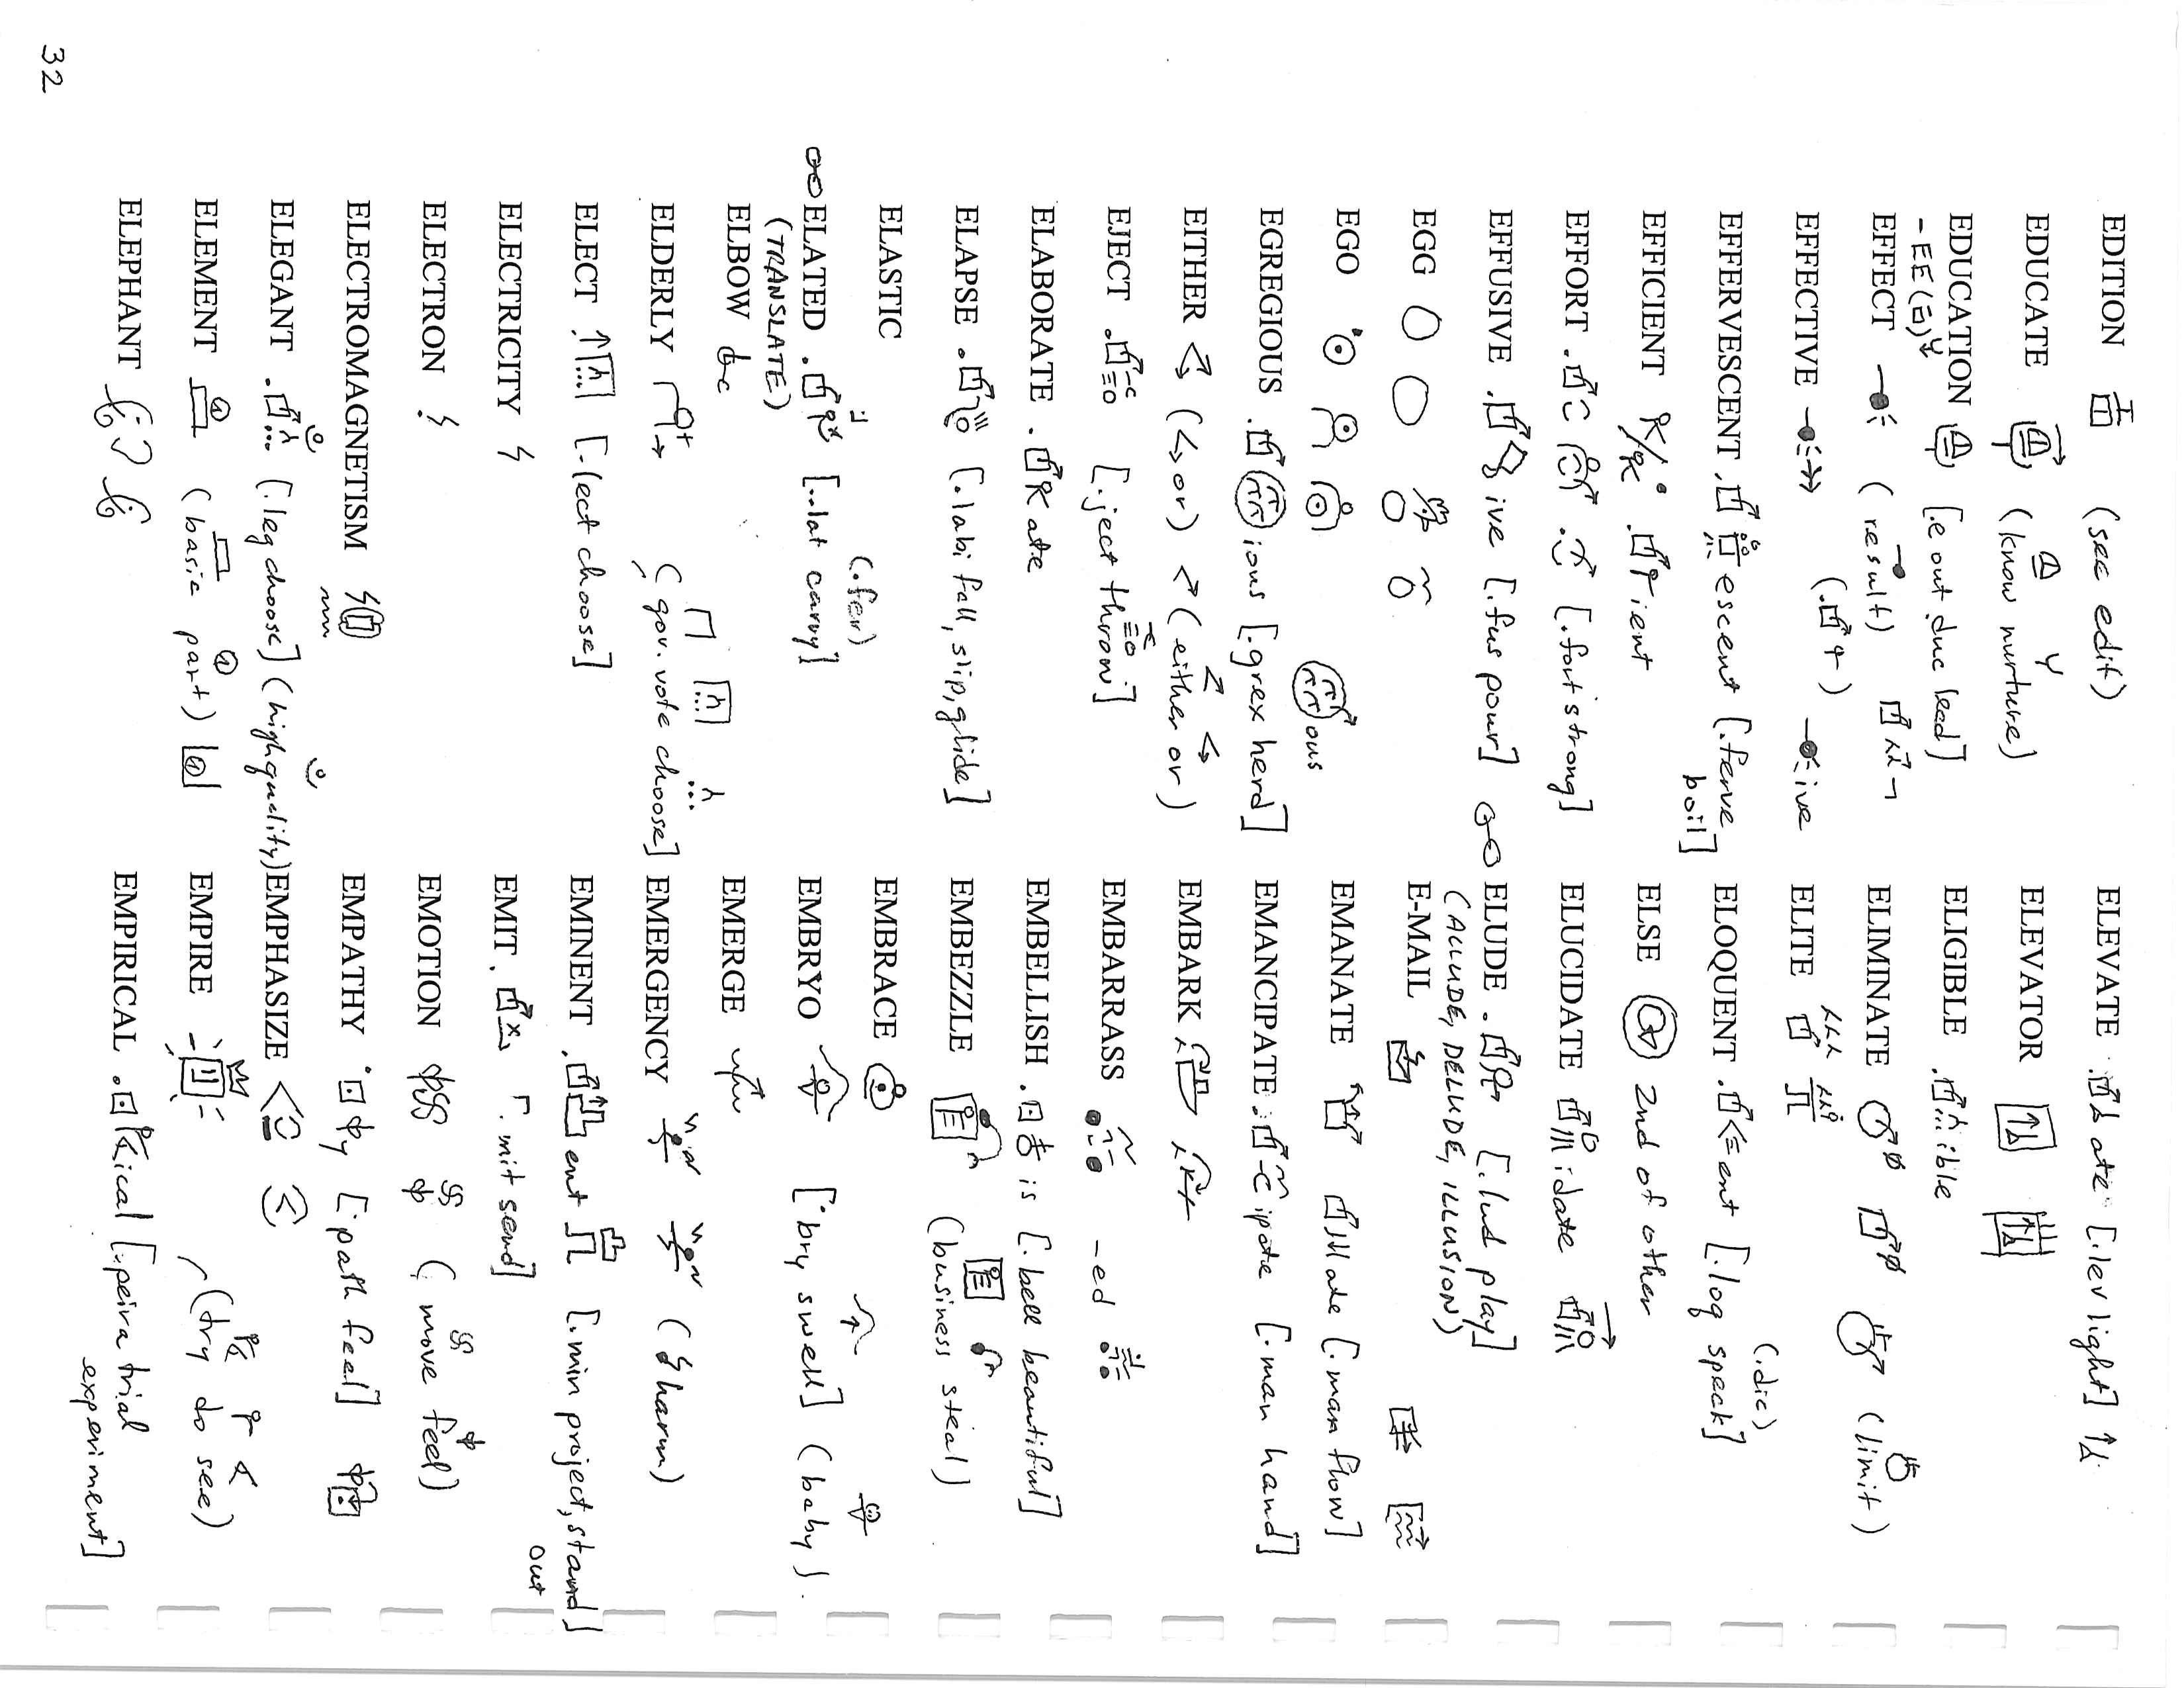 EDITION (see edit)
EDUCATE (know nurture)
EDUCATION [.e out .duc lead]
-EE
EFFECT (result)
EFFECTIVE ive
EFFERVESCENT escent [.ferve boil]
EFFICIENT ient
EFFORT [.fort strong]
EFFUSIVE ive [.fus pour]
EGG
EGO
ous
EGREGIOUS ious [.grex herd]
EITHER ( or) (either or)
EJECT [.ject throw]
ELABORATE ate
ELAPSE [.labi fall, slip, glide]
ELASTIC
(.fer)
ELATED [..lat carry]
(TRANSLATE)
ELBOW
ELDERLY
(gov. vote choose]
ELECT [.lect choose]
ELECTRICITY
ELECTRON
ELECTROMAGNETISM
ELEGANT [.leg choose] (high quality)
ELEMENT (basic part)
ELEPHANT
ELEVATE ate [.lev light]
ELEVATOR
ELIGIBLE ible
ELIMINATE (limit)
ELITE
(.dic)
ELOQUENT ent [.log speak]
ELSE 2nd of other
ELUCIDATE idate
ELUDE [.lud play]
(ALLUDE, DELUDE, ILLUSION)
E-MAIL
EMANATE ate [.man flow]
EMANCIPATE ipate [.man hand]
EMBARK
EMBARRASS -ed
EMBELLISH is [.bell beautiful]
EMBEZZLE (business steal)
EMBRACE
EMBRYO [.bry swell] (baby).
EMERGE
EMERGENCY ( harm)
EMINENT ent [.min project, stand out]
EMIT [.mit send]
EMOTION (move feel)
EMPATHY y [.path feel]
EMPHASIZE
EMPIRE (try do see)
EMPIRICAL ical [.peira trial experiment]
32